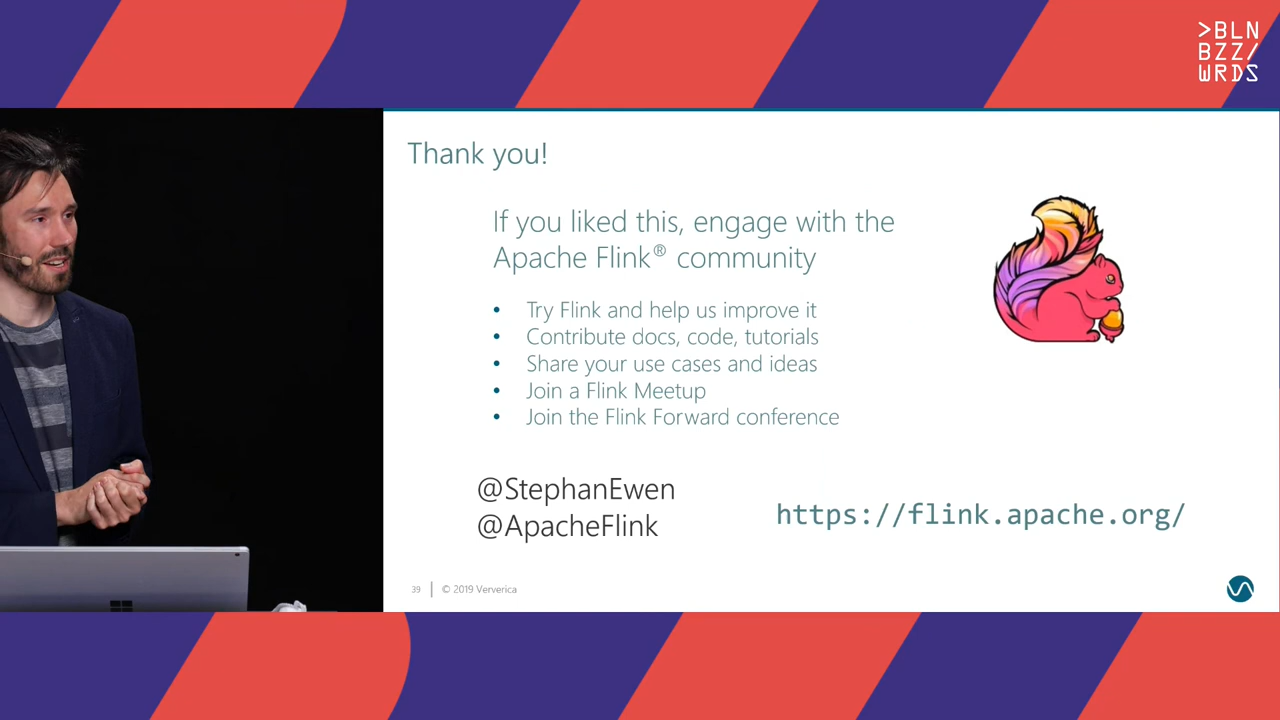 >BLN
BZZ/
WRDS
Thank you!
If you liked this, engage with the
Apache Flink® community
• Try Flink and help us improve it
• Contribute docs, code, tutorials
• Share your use cases and ideas
• Join a Flink Meetup
• Join the Flink Forward conference
@StephanEwen
@ApacheFlink
https://flink.apache.org/
39 | © 2019 Ververica